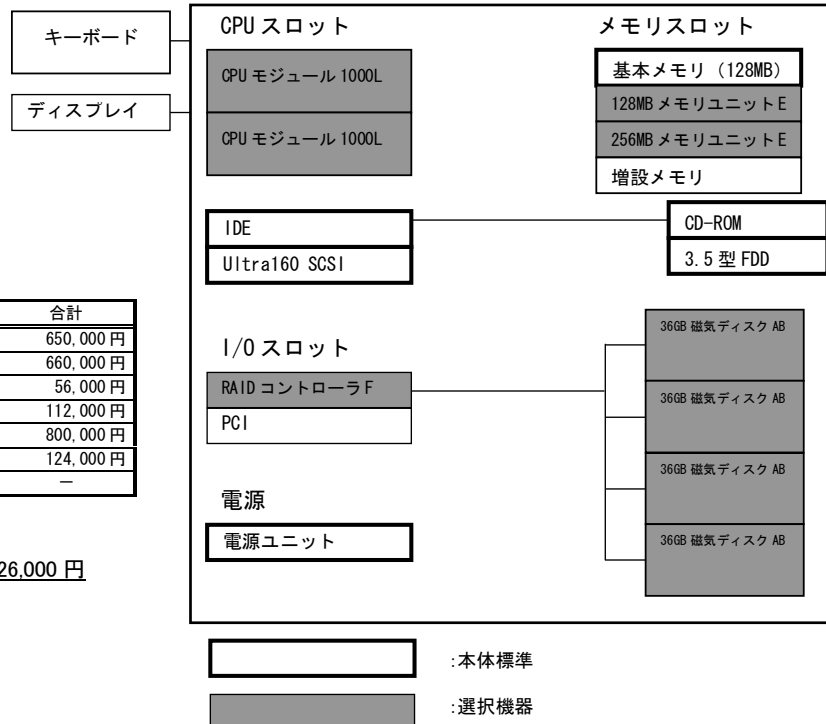 キーボード
ディスプレイ
CPU スロット
CPU モジュール 1000L
CPU モジュール 1000L
メモリスロット
基本メモリ（128MB）
128MB メモリユニット E
256MB メモリユニット E
増設メモリ
IDE
Ultra160 SCSI
CD-ROM
3.5 型 FDD
合計
650,000 円
660,000 円
56,000 円
112,000 円
800,000 円
124,000 円
－
26,000 円
I/O スロット
RAID コントローラ F
PCI
36GB 磁気ディスク AB
36GB 磁気ディスク AB
36GB 磁気ディスク AB
36GB 磁気ディスク AB
電源
電源ユニット
:本体標準
:選択機器